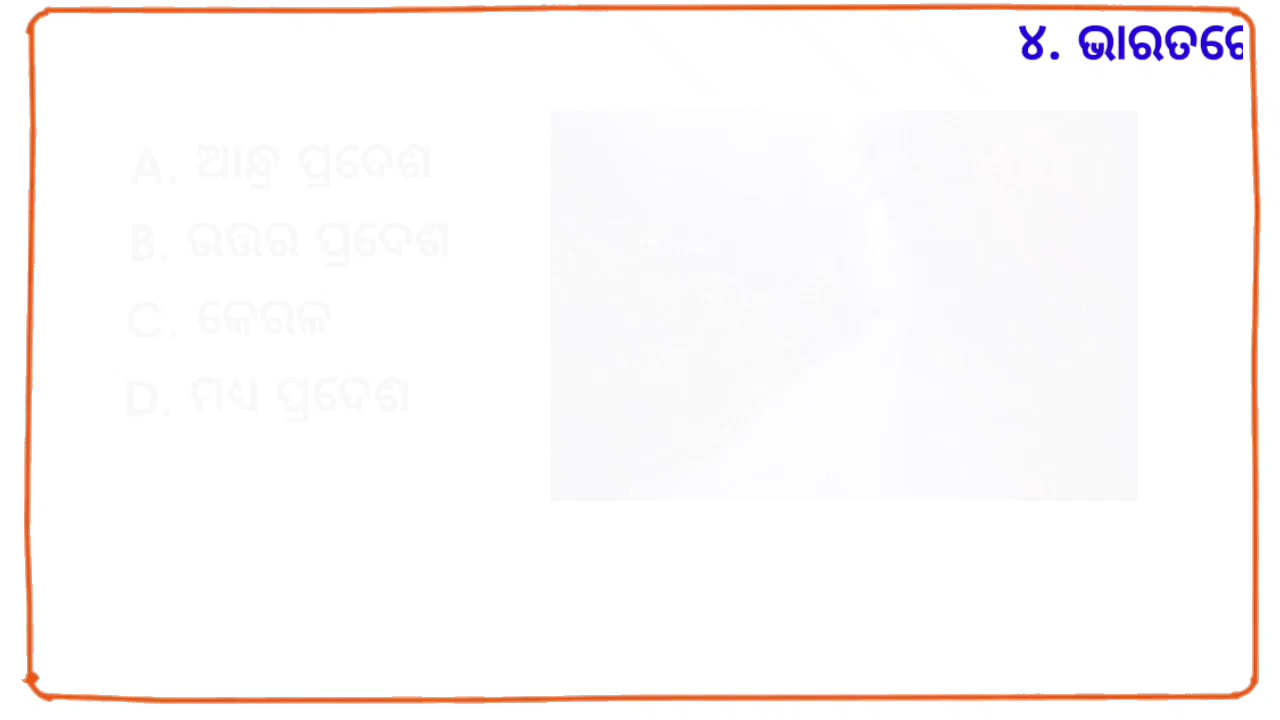 ୪. ଭାରତରେ
A. ଆନ୍ଧ୍ର ପ୍ରଦେଶ
B. ଉତ୍ତର ପ୍ରଦେଶ
C. କେରଳ
D. ମଧ୍ୟ ପ୍ରଦେଶ